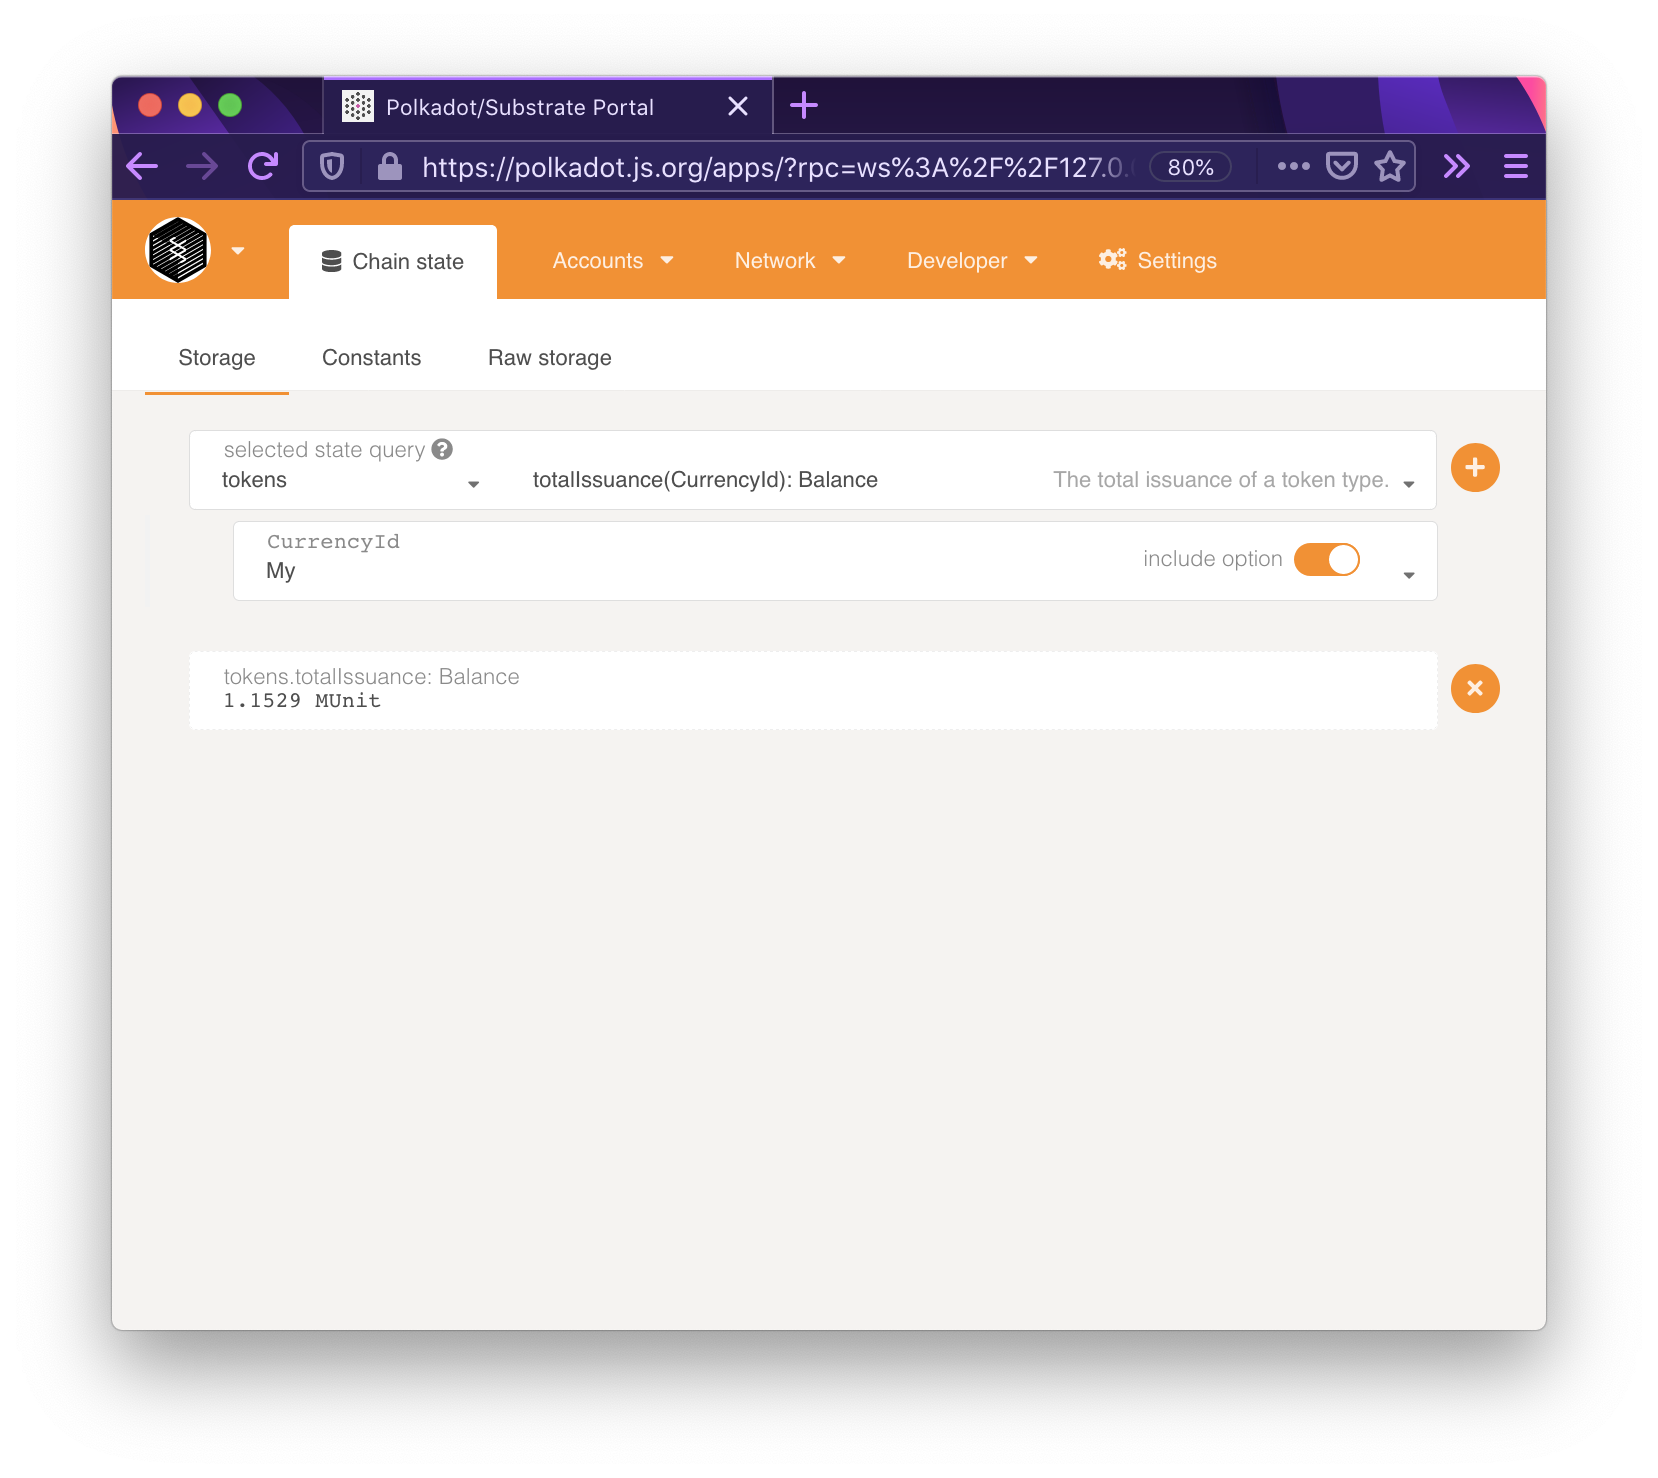 Polkadot/Substrate Portal
https://polkadot.js.org/apps/?rpc=ws%3A%2F%2F127.0. 80%
Chain state Accounts Network Developer Settings
Storage Constants Raw storage
selected state query
tokens totalIssuance(CurrencyId): Balance The total issuance of a token type.
CurrencyId
My include option
tokens.totalIssuance: Balance
1.1529 MUnit